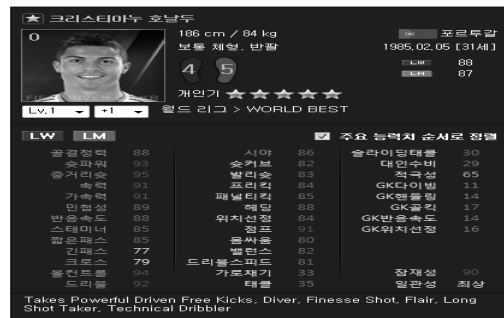 ★ 크리스티아누 호날두
0
186 cm / 84 kg
포르투갈
보통 체형, 반팔
1985.02.05 [31세]
LW 88
LM 87
4 5
개인기 ★★★★★
Lv.1 +1
월드 리그 > WORLD BEST
LW LM
주요 능력치 순서로 정렬
골결정력 88 시야 86 슬라이딩태클 30
슛파워 93 슛커브 82 대인수비 29
중거리슛 95 발리슛 83 적극성 65
속력 91 프리킥 84 GK다이빙 11
가속력 91 패널티킥 85 GK핸들링 14
민첩성 89 헤딩 88 GK골킥 17
반응속도 88 위치선정 84 GK반응속도 14
스태미너 85 점프 91 GK위치선정 16
짧은패스 85 몸싸움 80
긴패스 77 밸런스 82
크로스 79 드리블스피드 81
볼컨트롤 94 가로채기 33 잠재성 90
드리블 92 태클 35 일관성 최상
Takes Powerful Driven Free Kicks, Diver, Finesse Shot, Flair, Long
Shot Taker, Technical Dribbler